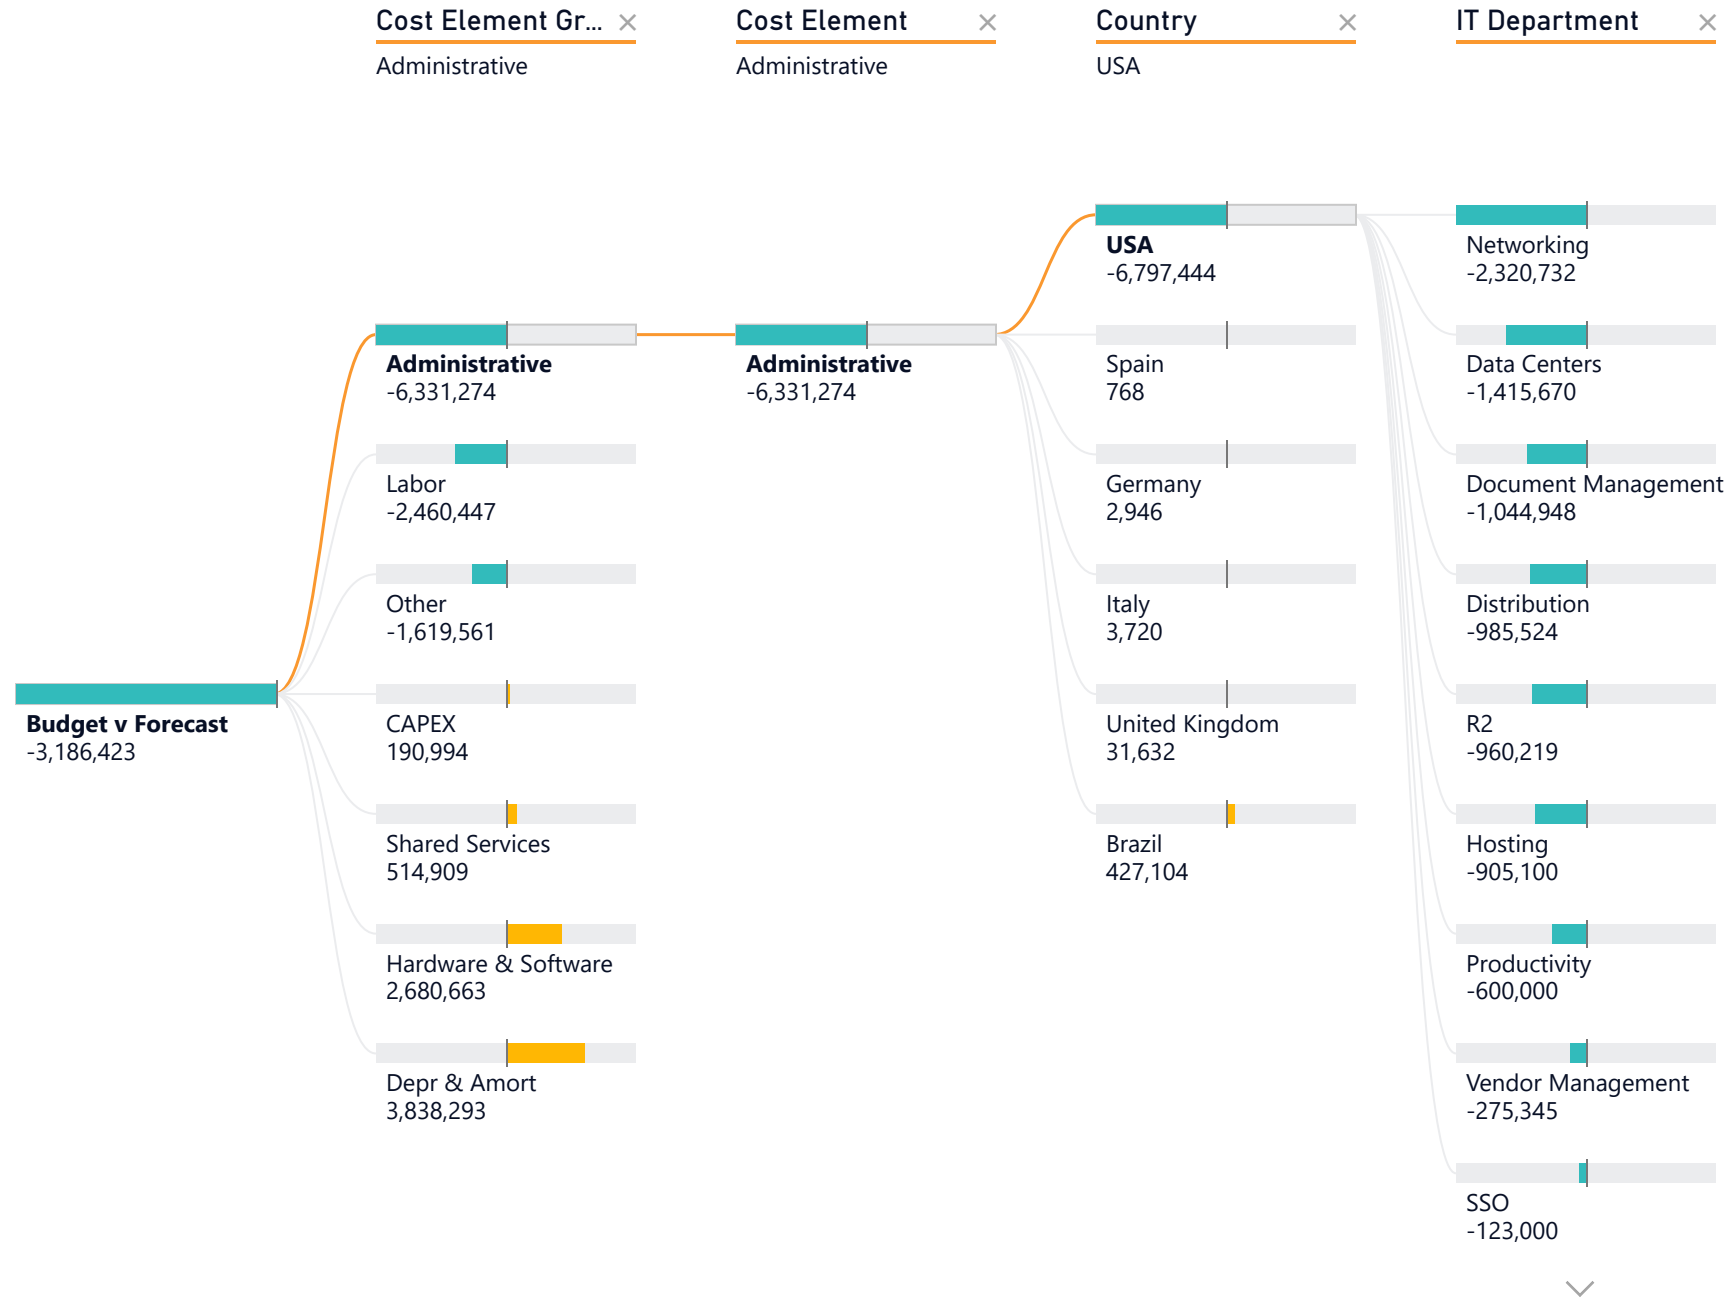 Cost Element Gr...
Administrative
Cost Element
Administrative
Country
USA
IT Department
Budget v Forecast
-3,186,423
Administrative
-6,331,274
Labor
-2,460,447
Other
-1,619,561
CAPEX
190,994
Shared Services
514,909
Hardware & Software
2,680,663
Depr & Amort
3,838,293
Administrative
-6,331,274
USA
-6,797,444
Spain
768
Germany
2,946
Italy
3,720
United Kingdom
31,632
Brazil
427,104
Networking
-2,320,732
Data Centers
-1,415,670
Document Management
-1,044,948
Distribution
-985,524
R2
-960,219
Hosting
-905,100
Productivity
-600,000
Vendor Management
-275,345
SSO
-123,000